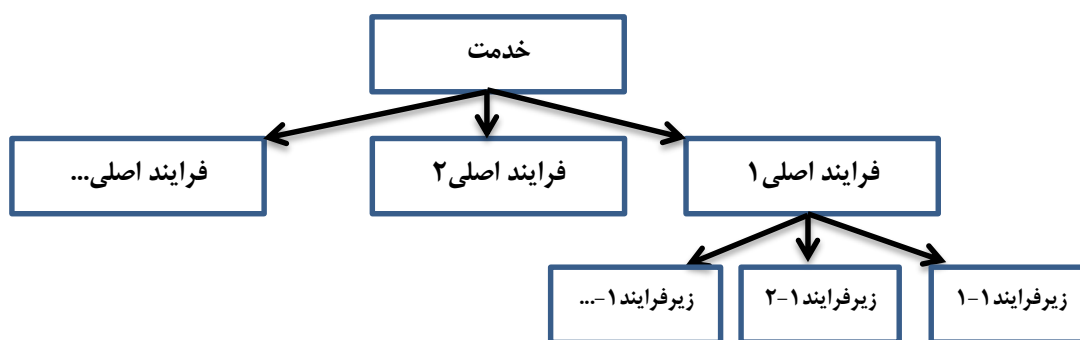 خدمت
فرایند اصلی۱
فرایند اصلی۲
فرایند اصلی...
زیرفرایند۱-۱
زیرفرایند۱-۲
زیرفرایند۱-...